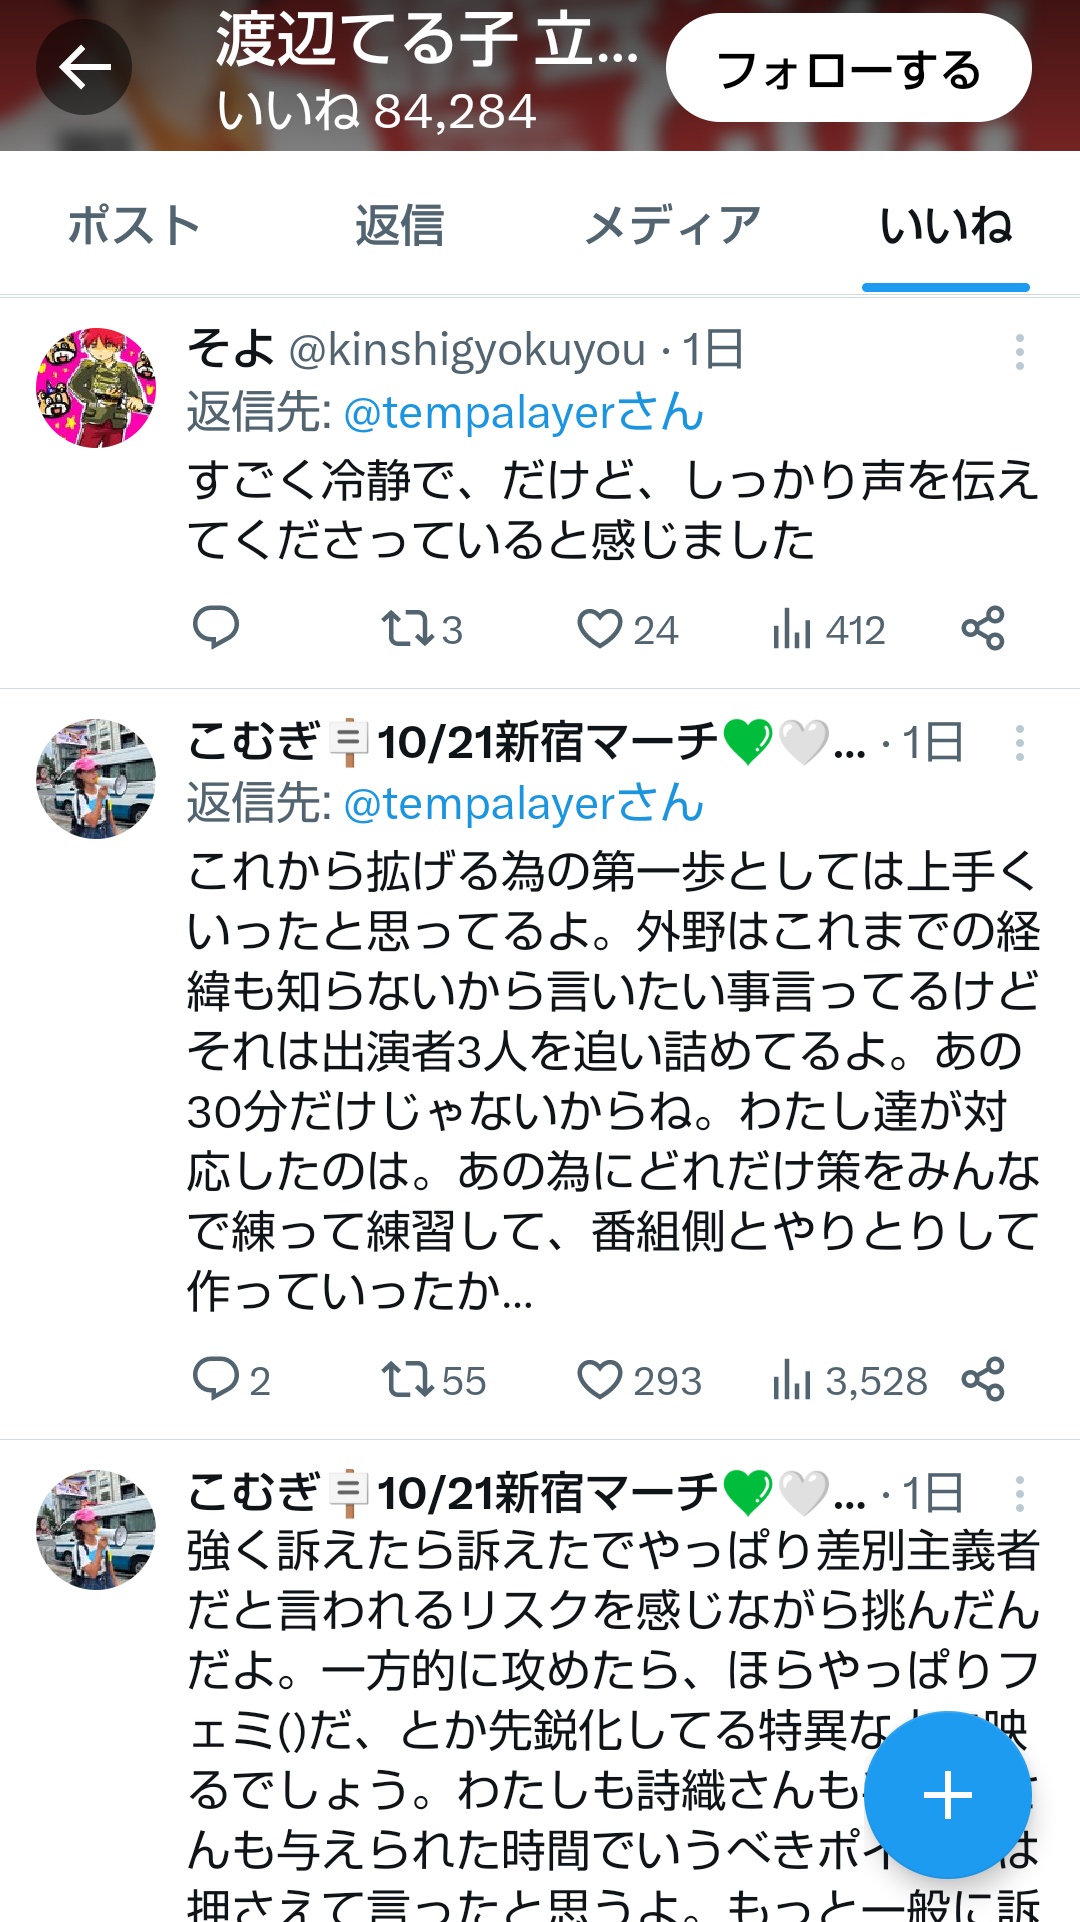 渡辺てる子 立...
いいね 84,284
フォローする
ポスト 返信 メディア いいね
そよ @kinshigyokuyou · 1日
返信先: @tempalayerさん
すごく冷静で、だけど、しっかり声を伝え
てくださっていると感じました
3 24 412
こむぎ🪧10/21新宿マーチ💚🤍... · 1日
返信先: @tempalayerさん
これから拡げる為の第一歩としては上手く
いったと思ってるよ。外野はこれまでの経
緯も知らないから言いたい事言ってるけど
それは出演者3人を追い詰めてるよ。あの
30分だけじゃないからね。わたし達が対
応したのは。あの為にどれだけ策をみんな
で練って練習して、番組側とやりとりして
作っていったか...
2 55 293 3,528
こむぎ🪧10/21新宿マーチ💚🤍... · 1日
強く訴えたら訴えたでやっぱり差別主義者
だと言われるリスクを感じながら挑んだん
だよ。一方的に攻めたら、ほらやっぱりフ
ェミ()だ、とか先鋭化してる特異な 映
るでしょう。わたしも詩織さんも
んも与えられた時間でいうべきポイ は
押さえて言ったと思うよ。もっと一般に訴